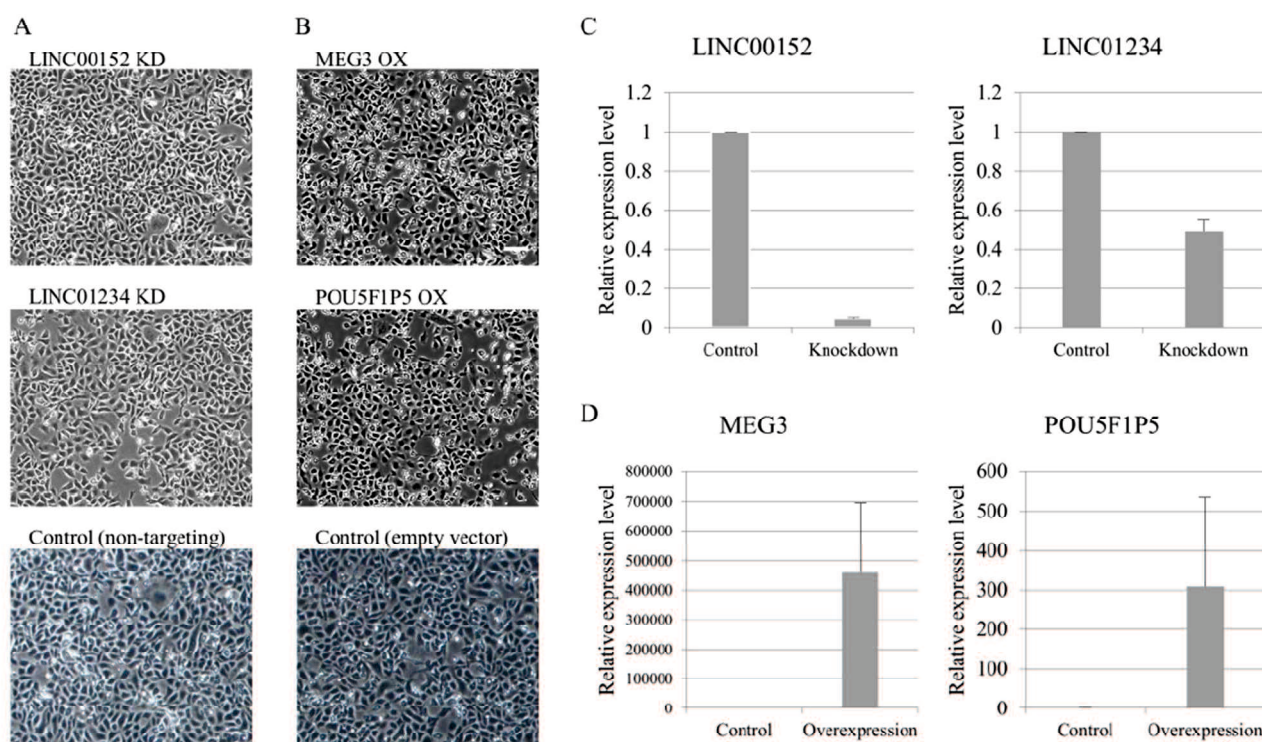 A
LINC00152 KD
LINC01234 KD
Control (non-targeting)
B
MEG3 OX
POU5F1P5 OX
Control (empty vector)
C
LINC00152
Relative expression level
1.2
1
0.8
0.6
0.4
0.2
0
Control Knockdown
LINC01234
Relative expression level
1.2
1
0.8
0.6
0.4
0.2
0
Control Knockdown
D
MEG3
Relative expression level
800000
700000
600000
500000
400000
300000
200000
100000
0
Control Overexpression
POU5F1P5
Relative expression level
600
500
400
300
200
100
0
Control Overexpression